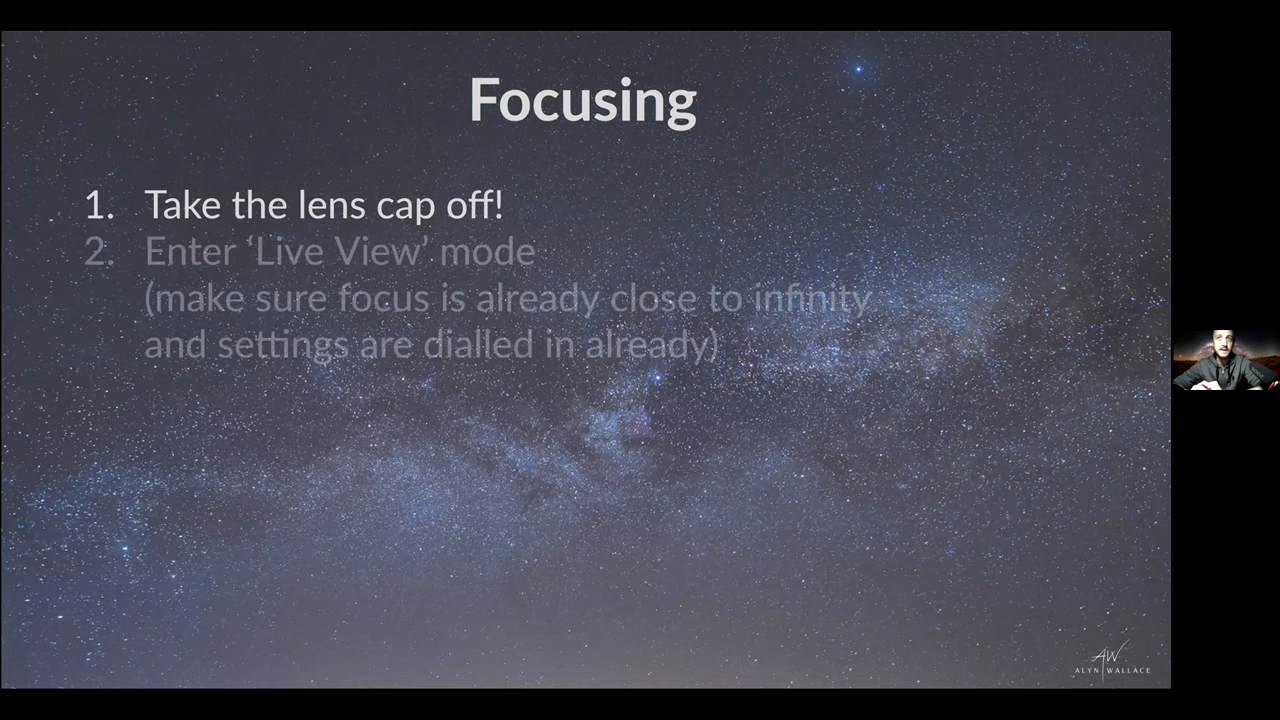 Focusing
1. Take the lens cap off!
2. Enter ‘Live View’ mode
(make sure focus is already close to infinity
and settings are dialled in already)
AW
ALYN WALLACE